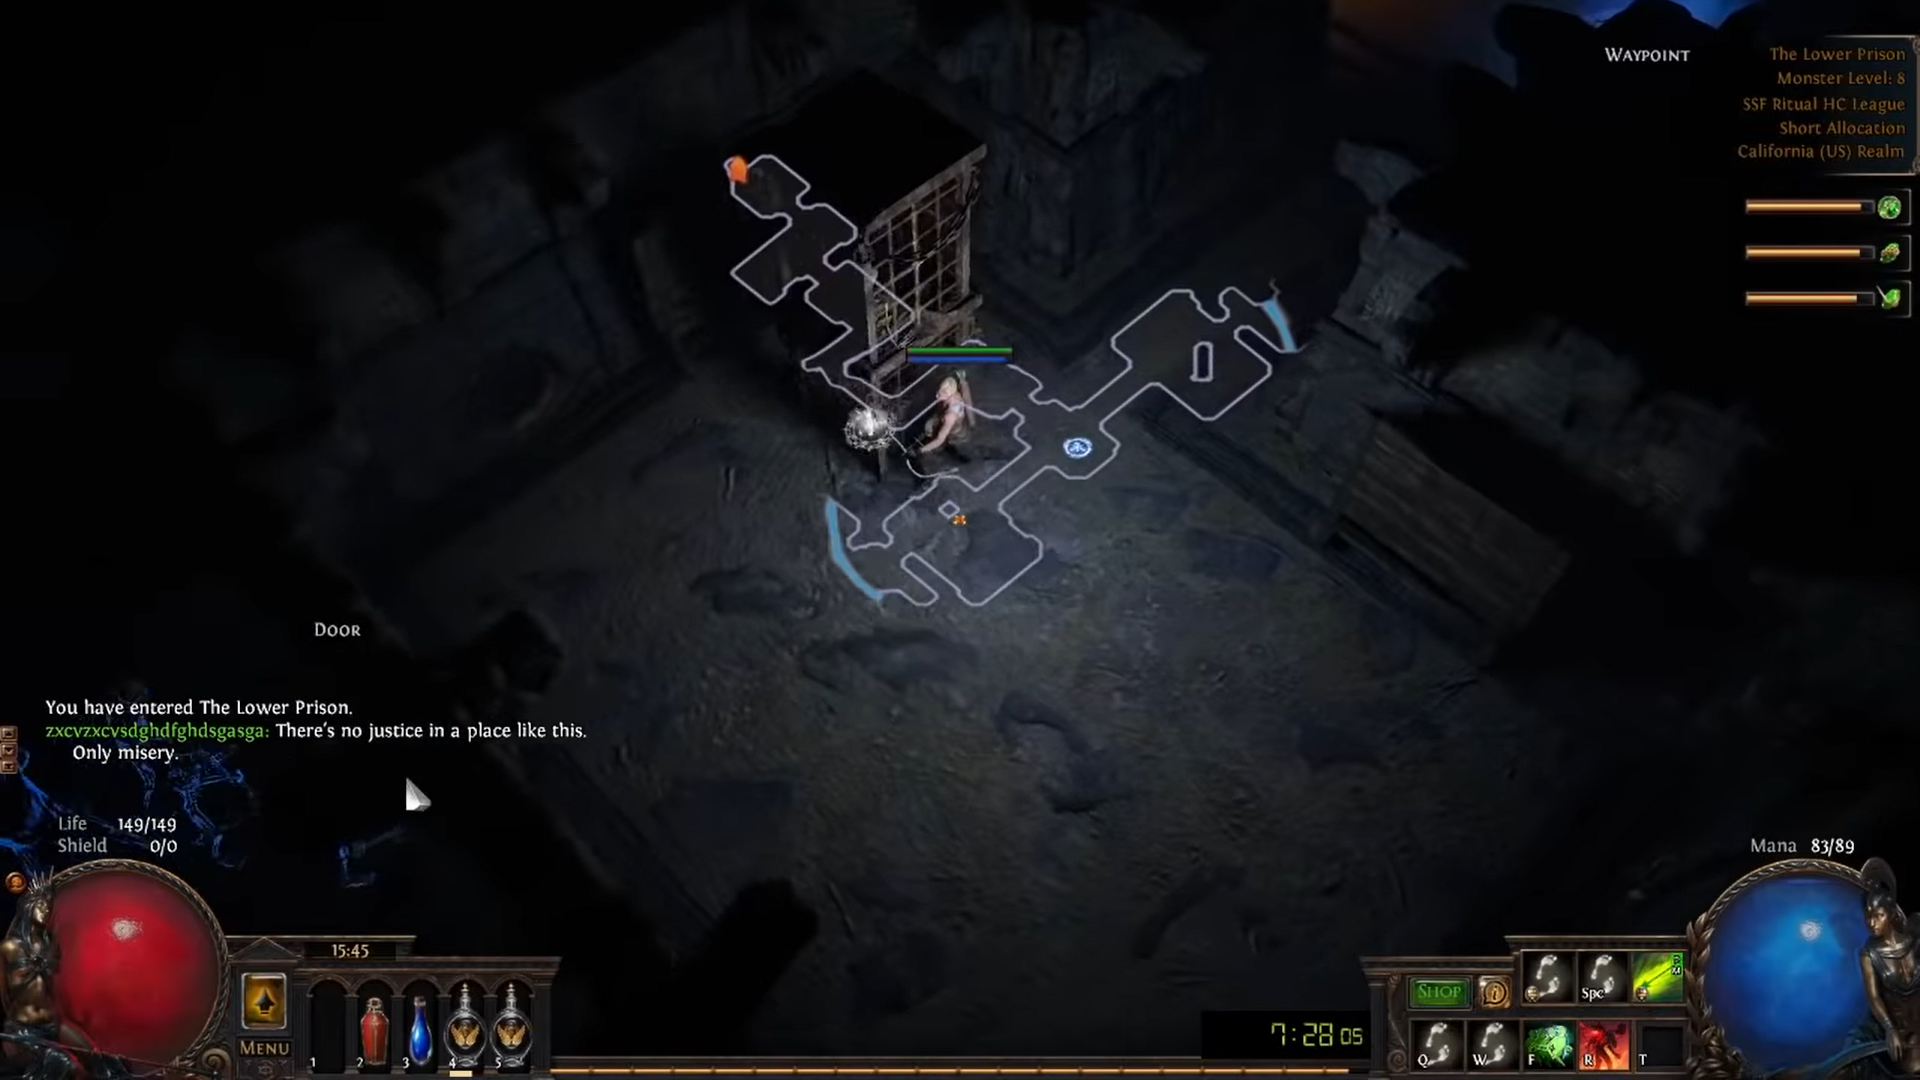 WAYPOINT
The Lower Prison
Monster Level: 8
SSF Ritual HC League
Short Allocation
California (US) Realm
DOOR
You have entered The Lower Prison.
zxcvzxcvsdghdfghdsgasga: There's no justice in a place like this.
Only misery.
Life 149/149
Shield 0/0
Mana 83/89
15:45
MENU
1 2 3 4 5
7:28 05
SHOP
Spc
M
Q W F R T